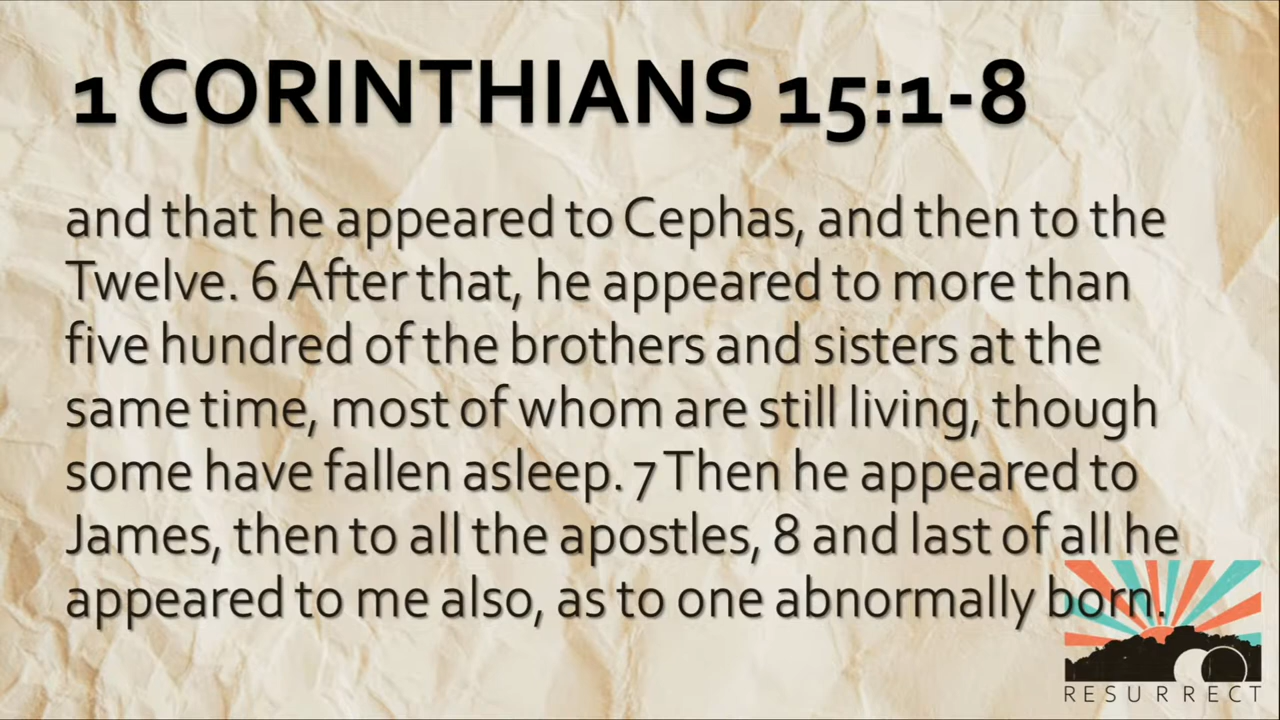 1 CORINTHIANS 15:1-8
and that he appeared to Cephas, and then to the
Twelve. 6 After that, he appeared to more than
five hundred of the brothers and sisters at the
same time, most of whom are still living, though
some have fallen asleep. 7 Then he appeared to
James, then to all the apostles, 8 and last of all he
appeared to me also, as to one abnormally born.
RESURRECT